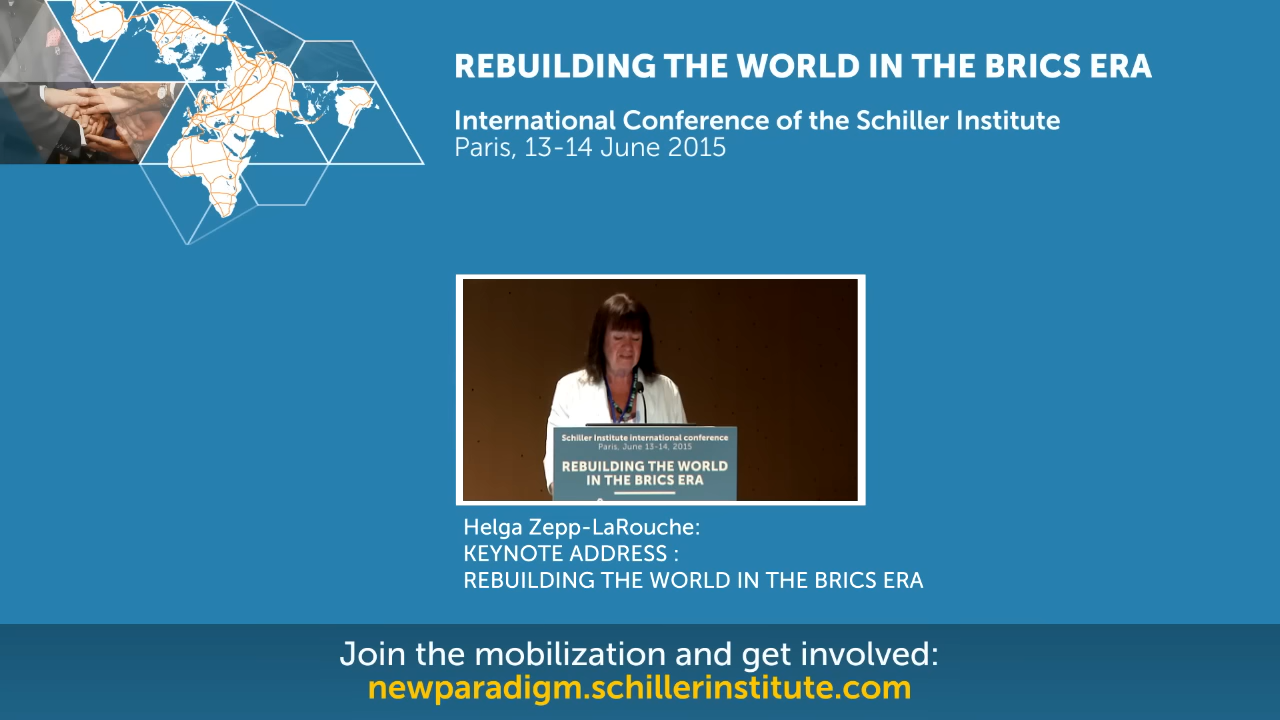 REBUILDING THE WORLD IN THE BRICS ERA
International Conference of the Schiller Institute
Paris, 13-14 June 2015
Schiller Institute international conference
Paris, June 13-14, 2015
REBUILDING THE WORLD
IN THE BRICS ERA
Helga Zepp-LaRouche:
KEYNOTE ADDRESS :
REBUILDING THE WORLD IN THE BRICS ERA
Join the mobilization and get involved:
newparadigm.schillerinstitute.com